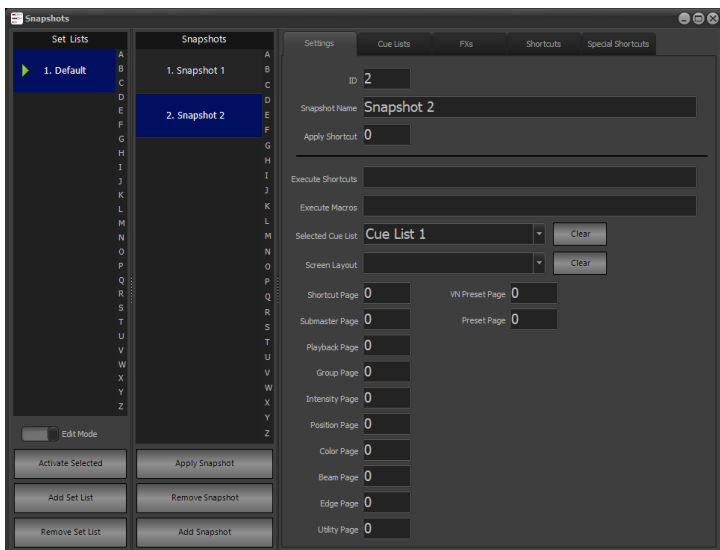 Snapshots
Set Lists
1. Default
A
B
C
D
E
F
G
H
I
J
K
L
M
N
O
P
Q
R
S
T
U
V
W
X
Y
Z
Edit Mode
Activate Selected
Add Set List
Remove Set List
Snapshots
1. Snapshot 1
2. Snapshot 2
A
B
C
D
E
F
G
H
I
J
K
L
M
N
O
P
Q
R
S
T
U
V
W
X
Y
Z
Apply Snapshot
Remove Snapshot
Add Snapshot
Settings Cue Lists FXs Shortcuts Special Shortcuts
ID 2
Snapshot Name Snapshot 2
Apply Shortcut 0
Execute Shortcuts
Execute Macros
Selected Cue List Cue List 1 Clear
Screen Layout Clear
Shortcut Page 0 VN Preset Page 0
Submaster Page 0 Preset Page 0
Playback Page 0
Group Page 0
Intensity Page 0
Position Page 0
Color Page 0
Beam Page 0
Edge Page 0
Utility Page 0